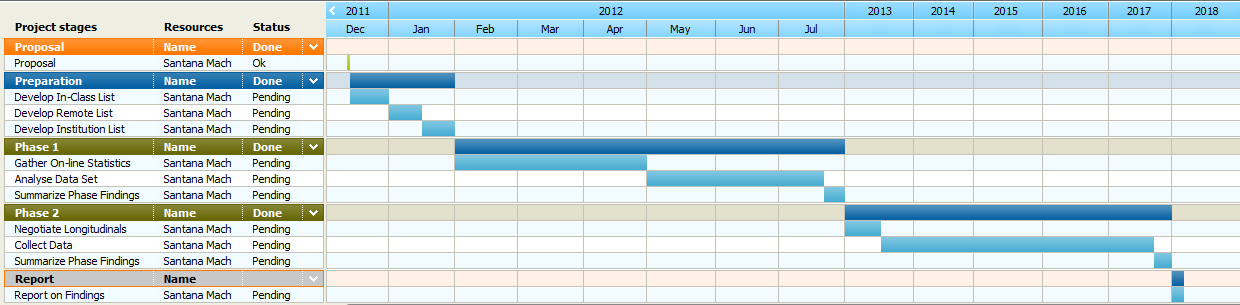 2011 2012 2013 2014 2015 2016 2017 2018
Project stages Resources Status Dec Jan Feb Mar Apr May Jun Jul
Proposal Name Done
Proposal Santana Mach Ok
Preparation Name Done
Develop In-Class List Santana Mach Pending
Develop Remote List Santana Mach Pending
Develop Institution List Santana Mach Pending
Phase 1 Name Done
Gather On-line Statistics Santana Mach Pending
Analyse Data Set Santana Mach Pending
Summarize Phase Findings Santana Mach Pending
Phase 2 Name Done
Negotiate Longitudinals Santana Mach Pending
Collect Data Santana Mach Pending
Summarize Phase Findings Santana Mach Pending
Report Name
Report on Findings Santana Mach Pending